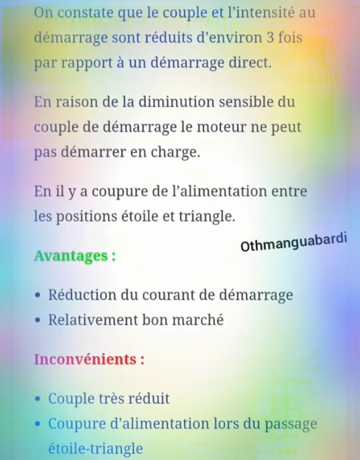 On constate que le couple et l’intensité au
démarrage sont réduits d’environ 3 fois
par rapport à un démarrage direct.
En raison de la diminution sensible du
couple de démarrage le moteur ne peut
pas démarrer en charge.
En il y a coupure de l’alimentation entre
les positions étoile et triangle.
Othmanguabardi
Avantages :
• Réduction du courant de démarrage
• Relativement bon marché
Inconvénients :
• Couple très réduit
• Coupure d’alimentation lors du passage
étoile-triangle